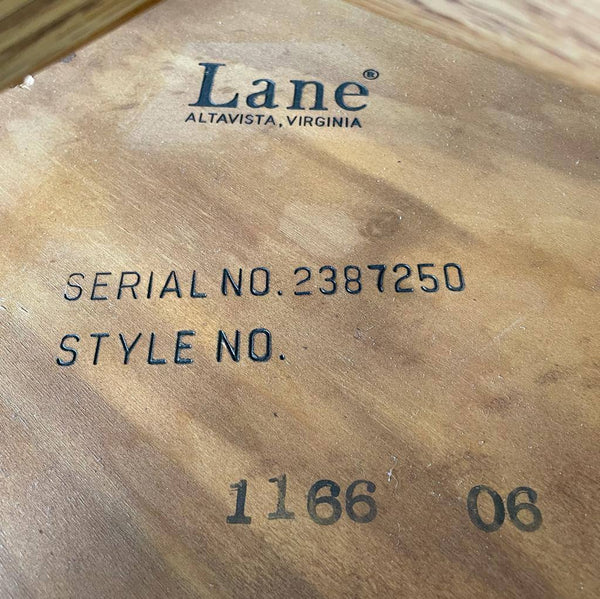 Lane®
ALTAVISTA, VIRGINIA
SERIAL NO. 2387250
STYLE NO.
1166 06